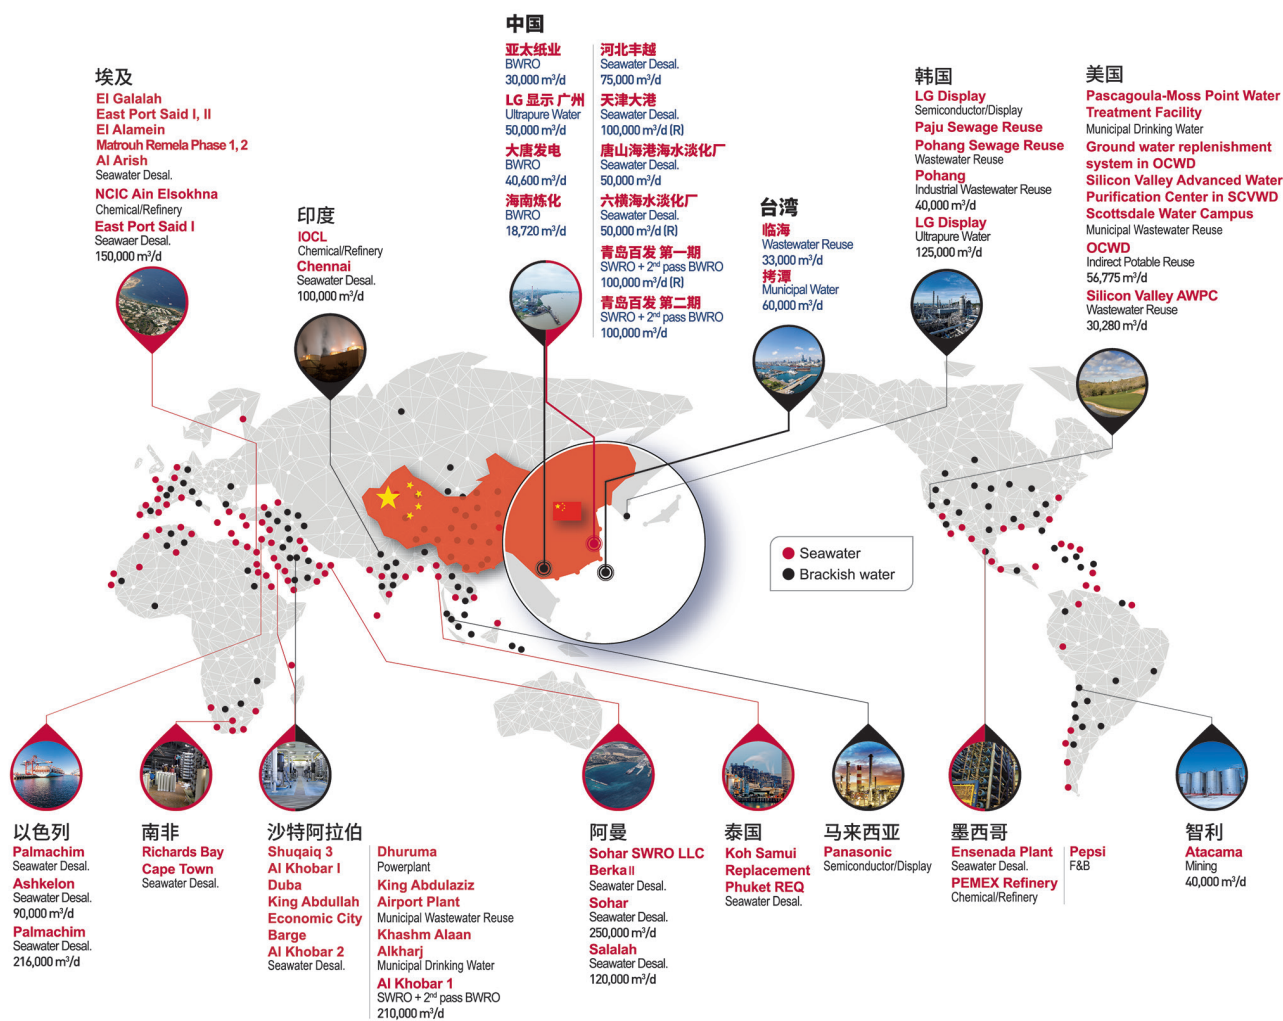 中国
亚太纸业
BWRO
30,000 m³/d
LG 显示 广州
Ultrapure Water
50,000 m³/d
大唐发电
BWRO
40,600 m³/d
海南炼化
BWRO
18,720 m³/d
河北丰越
Seawater Desal.
75,000 m³/d
天津大港
Seawater Desal.
100,000 m³/d (R)
唐山海港海水淡化厂
Seawater Desal.
50,000 m³/d
六横海水淡化厂
Seawater Desal.
50,000 m³/d (R)
青岛百发 第一期
SWRO + 2nd pass BWRO
100,000 m³/d (R)
青岛百发 第二期
SWRO + 2nd pass BWRO
100,000 m³/d
埃及
El Galalah
East Port Said I, II
El Alamein
Matrouh Remela Phase 1, 2
Al Arish
Seawater Desal.
NCIC Ain Elsokhna
Chemical/Refinery
East Port Said I
Seawaer Desal.
150,000 m³/d
印度
IOCL
Chemical/Refinery
Chennai
Seawater Desal.
100,000 m³/d
台湾
临海
Wastewater Reuse
33,000 m³/d
拷潭
Municipal Water
60,000 m³/d
韩国
LG Display
Semiconductor/Display
Paju Sewage Reuse
Pohang Sewage Reuse
Wastewater Reuse
Pohang
Industrial Wastewater Reuse
40,000 m³/d
LG Display
Ultrapure Water
125,000 m³/d
美国
Pascagoula-Moss Point Water
Treatment Facility
Municipal Drinking Water
Ground water replenishment
system in OCWD
Silicon Valley Advanced Water
Purification Center in SCVWD
Scottsdale Water Campus
Municipal Wastewater Reuse
OCWD
Indirect Potable Reuse
56,775 m³/d
Silicon Valley AWPC
Wastewater Reuse
30,280 m³/d
Seawater
Brackish water
以色列
Palmachim
Seawater Desal.
Ashkelon
Seawater Desal.
90,000 m³/d
Palmachim
Seawater Desal.
216,000 m³/d
南非
Richards Bay
Cape Town
Seawater Desal.
沙特阿拉伯
Shuqaiq 3
Al Khobar I
Duba
King Abdullah
Economic City
Barge
Al Khobar 2
Seawater Desal.
Dhuruma
Powerplant
King Abdulaziz
Airport Plant
Municipal Wastewater Reuse
Khashm Alaan
Alkharj
Municipal Drinking Water
Al Khobar 1
SWRO + 2nd pass BWRO
210,000 m³/d
阿曼
Sohar SWRO LLC
Berka II
Seawater Desal.
Sohar
Seawater Desal.
250,000 m³/d
Salalah
Seawater Desal.
120,000 m³/d
泰国
Koh Samui
Replacement
Phuket REQ
Seawater Desal.
马来西亚
Panasonic
Semiconductor/Display
墨西哥
Ensenada Plant
Seawater Desal.
PEMEX Refinery
Chemical/Refinery
Pepsi
F&B
智利
Atacama
Mining
40,000 m³/d